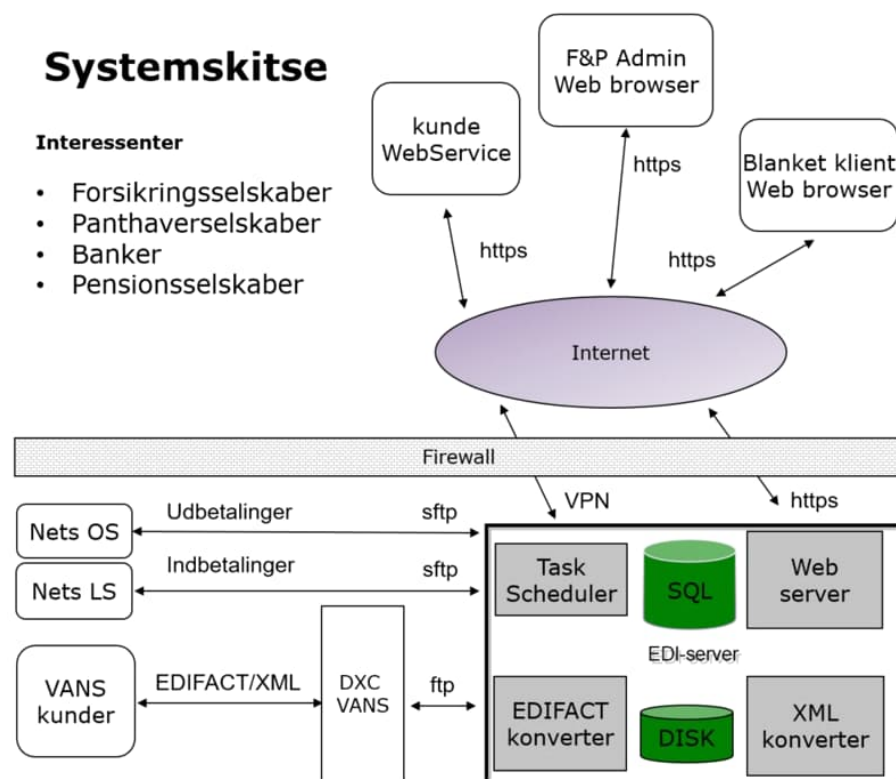 Systemskitse
Interessenter
• Forsikringsselskaber
• Panthaverselskaber
• Banker
• Pensionsselskaber
kunde
WebService
F&P Admin
Web browser
Blanket klient
Web browser
https
https
https
Internet
Firewall
VPN
https
Nets OS
Udbetalinger
sftp
Nets LS
Indbetalinger
sftp
VANS
kunder
EDIFACT/XML
DXC
VANS
ftp
Task
Scheduler
SQL
Web
server
EDI-server
EDIFACT
konverter
DISK
XML
konverter